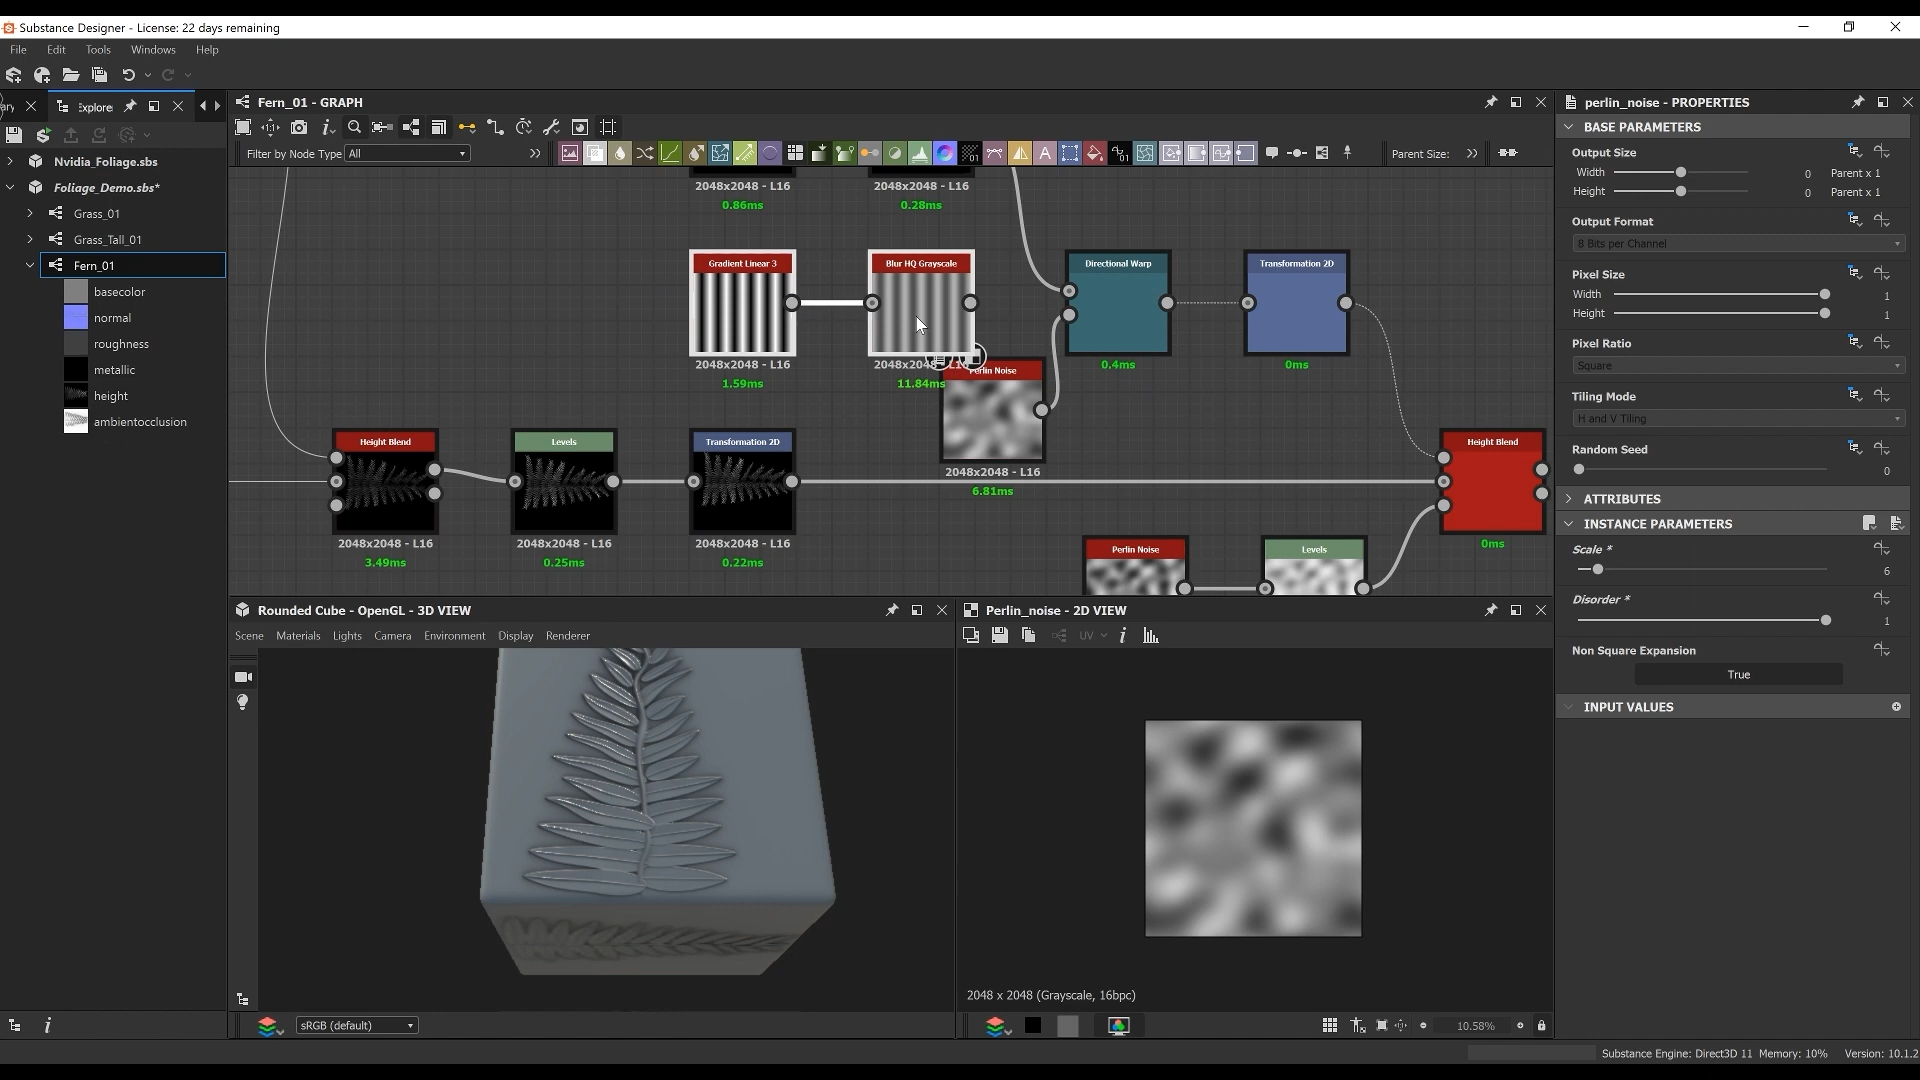 Substance Designer - License: 22 days remaining
File Edit Tools Windows Help
ary Explorer
Fern_01 - GRAPH
perlin_noise - PROPERTIES
Filter by Node Type All
Parent Size:
Nvidia_Foliage.sbs
Foliage_Demo.sbs*
Grass_01
Grass_Tall_01
Fern_01
basecolor
normal
roughness
metallic
height
ambientocclusion
2048x2048 - L16
0.86ms
2048x2048 - L16
0.28ms
Gradient Linear 3
2048x2048 - L16
1.59ms
Blur HQ Grayscale
2048x2048 - L16
11.84ms
Directional Warp
0.4ms
Transformation 2D
0ms
Perlin Noise
2048x2048 - L16
6.81ms
Height Blend
2048x2048 - L16
3.49ms
Levels
2048x2048 - L16
0.25ms
Transformation 2D
2048x2048 - L16
0.22ms
Height Blend
0ms
Perlin Noise
Levels
BASE PARAMETERS
Output Size
Width 0 Parent x 1
Height 0 Parent x 1
Output Format
8 Bits per Channel
Pixel Size
Width 1
Height 1
Pixel Ratio
Square
Tiling Mode
H and V Tiling
Random Seed
0
ATTRIBUTES
INSTANCE PARAMETERS
Scale *
6
Disorder *
1
Non Square Expansion
True
INPUT VALUES
Rounded Cube - OpenGL - 3D VIEW
Scene Materials Lights Camera Environment Display Renderer
sRGB (default)
Perlin_noise - 2D VIEW
UV
2048 x 2048 (Grayscale, 16bpc)
10.58%
Substance Engine: Direct3D 11 Memory: 10% Version: 10.1.2